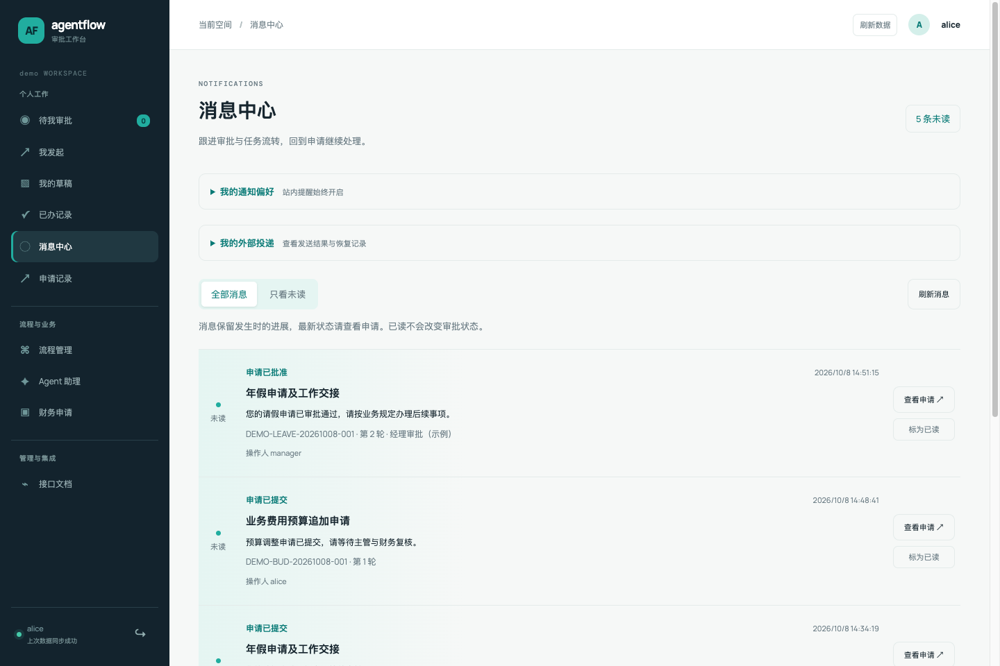 AF
agentflow
审批工作台
demo WORKSPACE
个人工作
待我审批
0
我发起
我的草稿
已办记录
消息中心
申请记录
流程与业务
流程管理
Agent 助理
财务申请
管理与集成
接口文档
alice
上次数据同步成功
当前空间 / 消息中心
刷新数据
A
alice
NOTIFICATIONS
消息中心
5 条未读
跟进审批与任务流转，回到申请继续处理。
我的通知偏好 站内提醒始终开启
我的外部投递 查看发送结果与恢复记录
全部消息
只看未读
刷新消息
消息保留发生时的进展，最新状态请查看申请。已读不会改变审批状态。
未读
申请已批准
2026/10/8 14:51:15
年假申请及工作交接
您的请假申请已审批通过，请按业务规定办理后续事项。
DEMO-LEAVE-20261008-001 · 第 2 轮 · 经理审批（示例）
操作人 manager
查看申请 ↗
标为已读
未读
申请已提交
2026/10/8 14:48:41
业务费用预算追加申请
预算调整申请已提交，请等待主管与财务复核。
DEMO-BUD-20261008-001 · 第 1 轮
操作人 alice
查看申请 ↗
标为已读
申请已提交
2026/10/8 14:34:19
年假申请及工作交接
查看申请 ↗